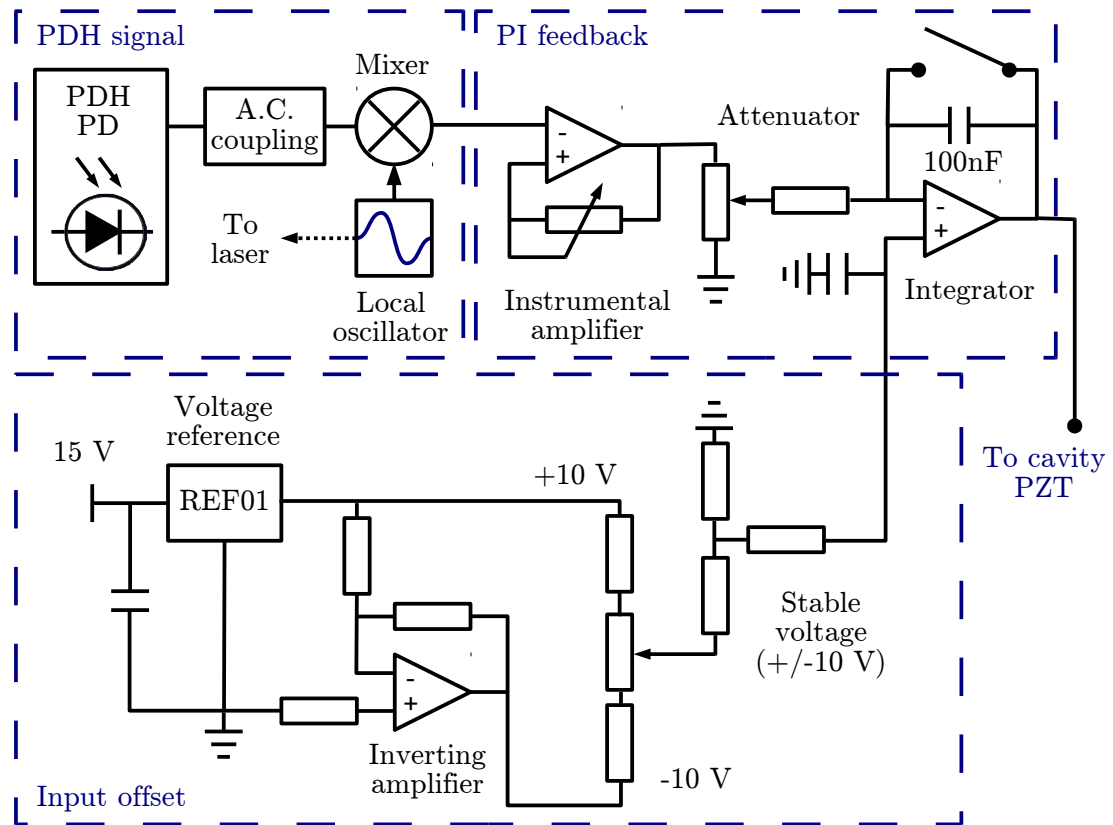 PDH signal
PDH
PD
A.C.
coupling
Mixer
To
laser
Local
oscillator
PI feedback
-
+
Instrumental
amplifier
Attenuator
100nF
-
+
Integrator
To cavity
PZT
15 V
Voltage
reference
REF01
+10 V
-
+
Inverting
amplifier
-10 V
Stable
voltage
(+/-10 V)
Input offset